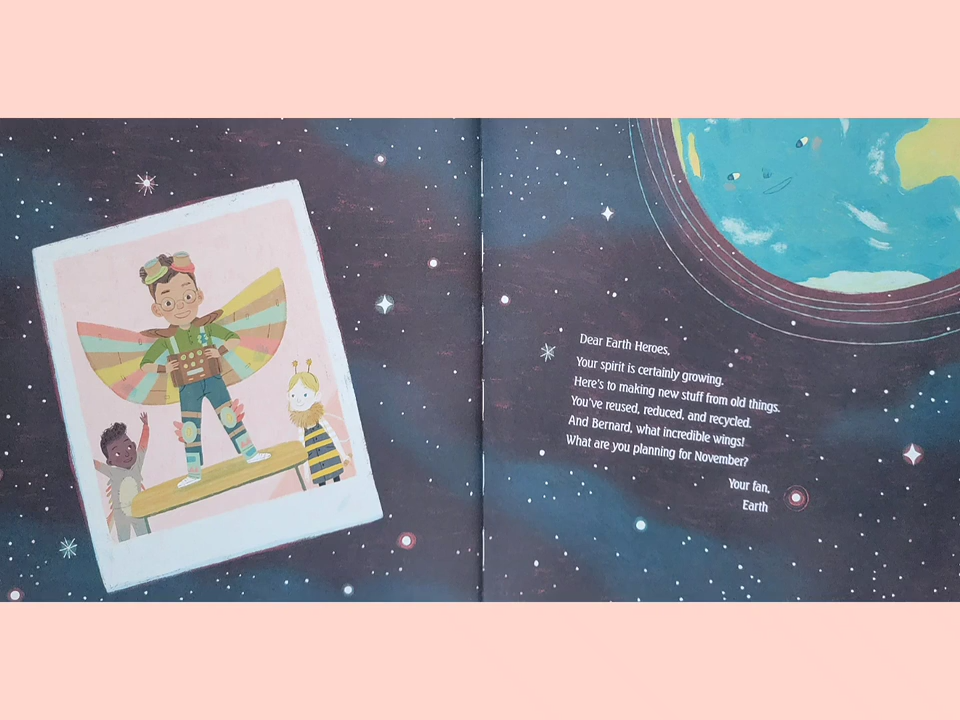 Dear Earth Heroes,
Your spirit is certainly growing.
Here's to making new stuff from old things.
You've reused, reduced, and recycled.
And Bernard, what incredible wings!
What are you planning for November?
Your fan,
Earth